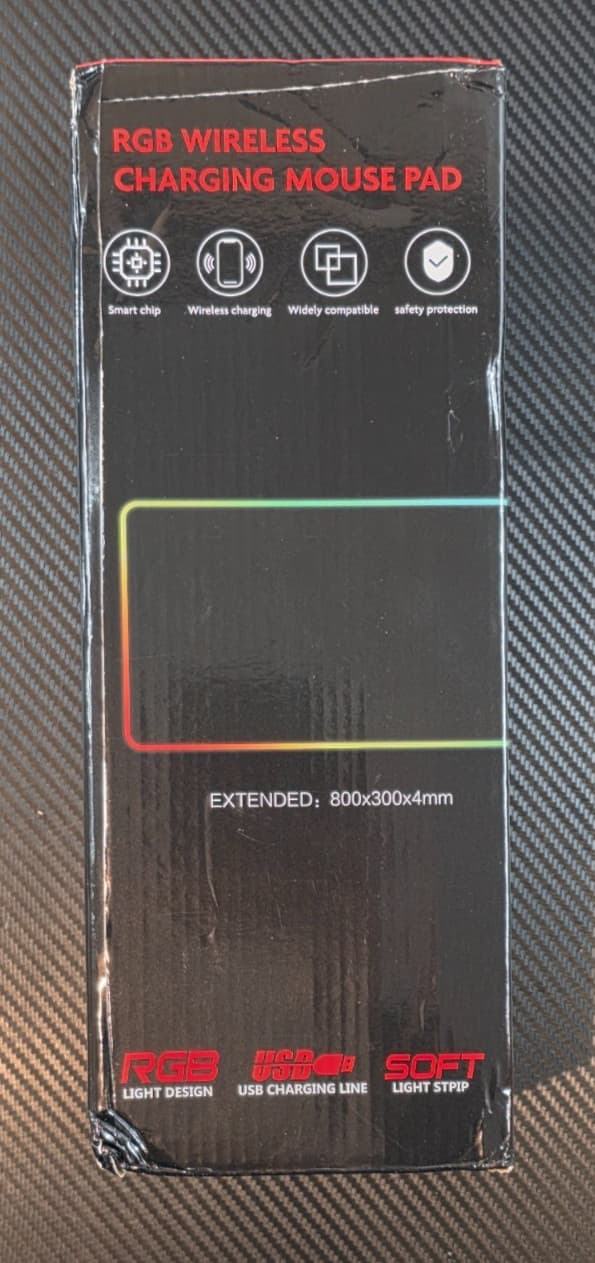 RGB WIRELESS
CHARGING MOUSE PAD
Smart chip Wireless charging Widely compatible safety protection
EXTENDED：800x300x4mm
RGB USB SOFT
LIGHT DESIGN USB CHARGING LINE LIGHT STPIP